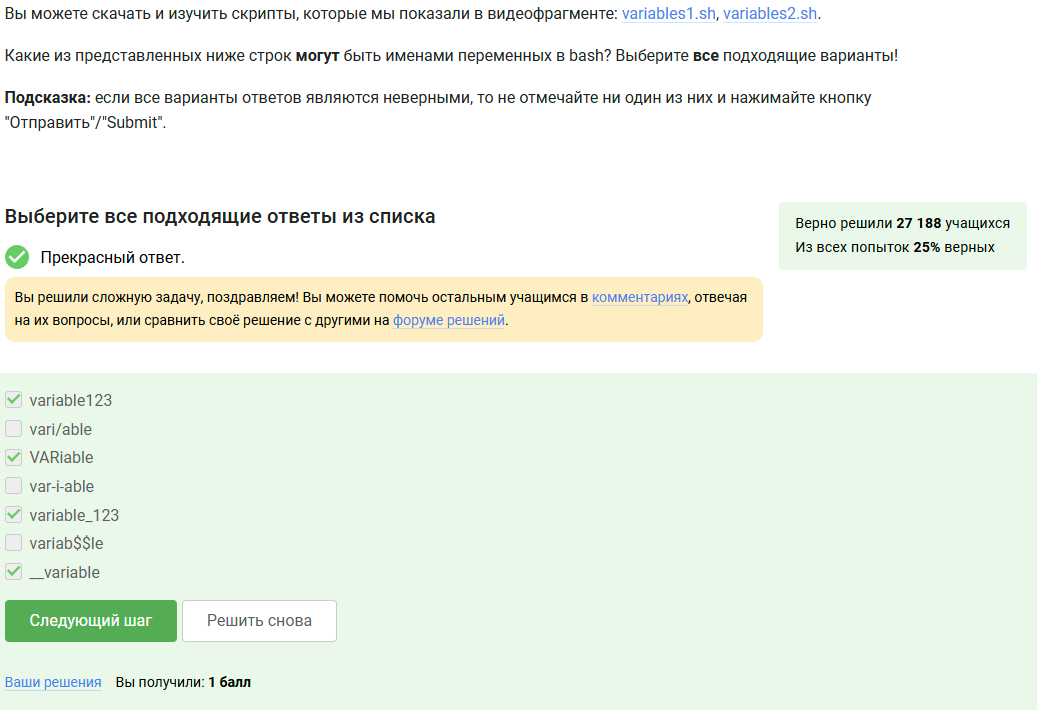 Вы можете скачать и изучить скрипты, которые мы показали в видеофрагменте: variables1.sh, variables2.sh.
Какие из представленных ниже строк могут быть именами переменных в bash? Выберите все подходящие варианты!
Подсказка: если все варианты ответов являются неверными, то не отмечайте ни один из них и нажимайте кнопку
"Отправить"/"Submit".
Выберите все подходящие ответы из списка
Верно решили 27 188 учащихся
Из всех попыток 25% верных
Прекрасный ответ.
Вы решили сложную задачу, поздравляем! Вы можете помочь остальным учащимся в комментариях, отвечая
на их вопросы, или сравнить своё решение с другими на форуме решений.
variable123
vari/able
VARiable
var-i-able
variable_123
variab$$le
__variable
Следующий шаг
Решить снова
Ваши решения Вы получили: 1 балл